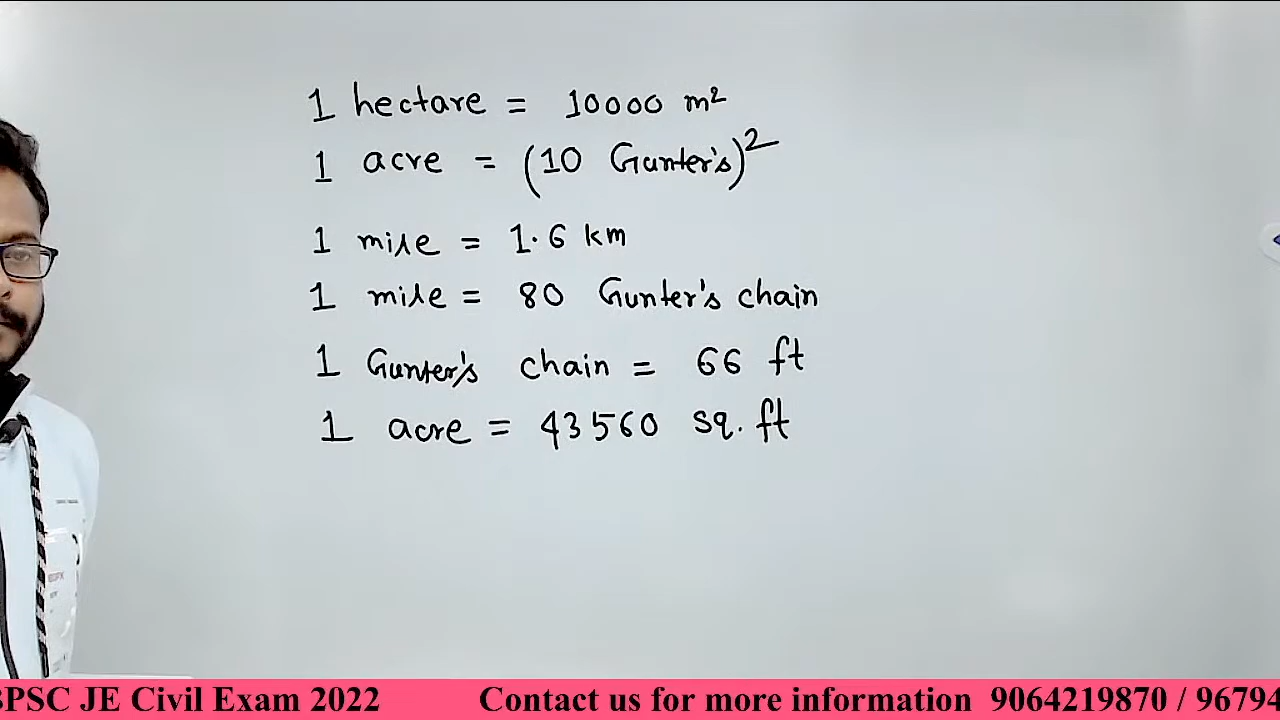 1 hectare = 10000 m²
1 acre = (10 Gunter's)²
1 mile = 1.6 km
1 mile = 80 Gunter's chain
1 Gunter's chain = 66 ft
1 acre = 43560 sq. ft
BPSC JE Civil Exam 2022 Contact us for more information 9064219870 / 96794